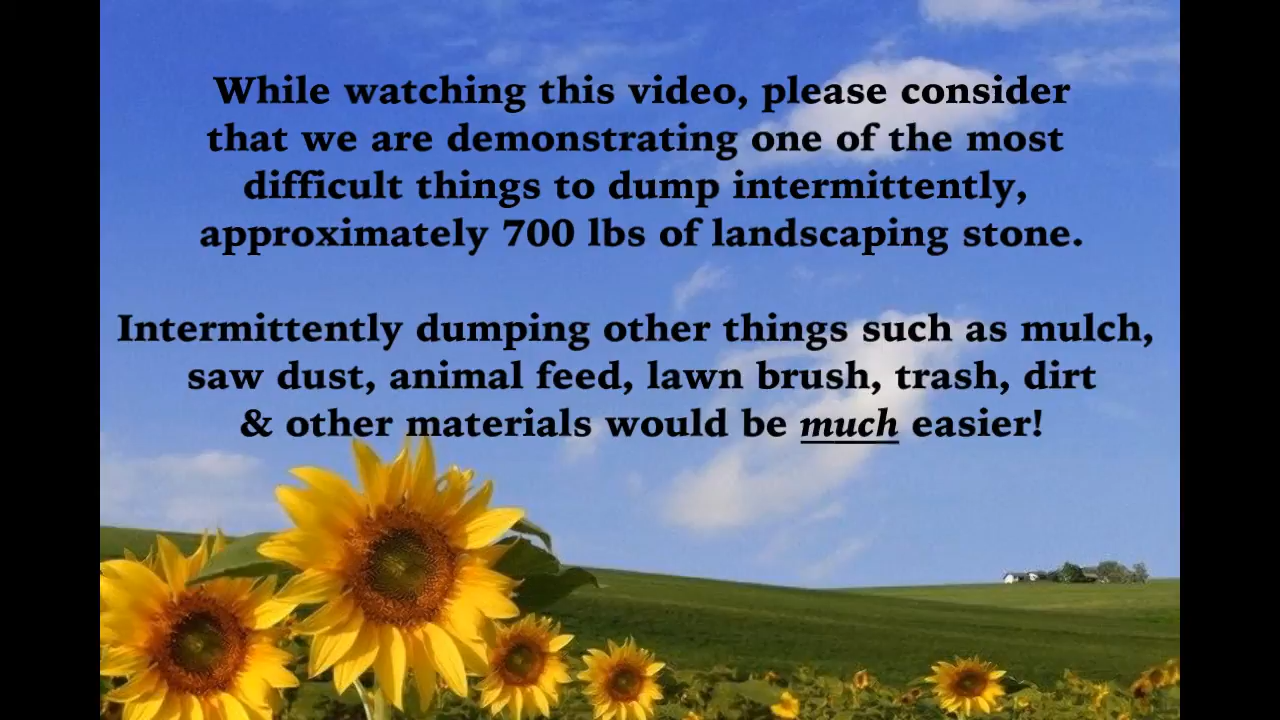 While watching this video, please consider
that we are demonstrating one of the most
difficult things to dump intermittently,
approximately 700 lbs of landscaping stone.
Intermittently dumping other things such as mulch,
saw dust, animal feed, lawn brush, trash, dirt
& other materials would be much easier!